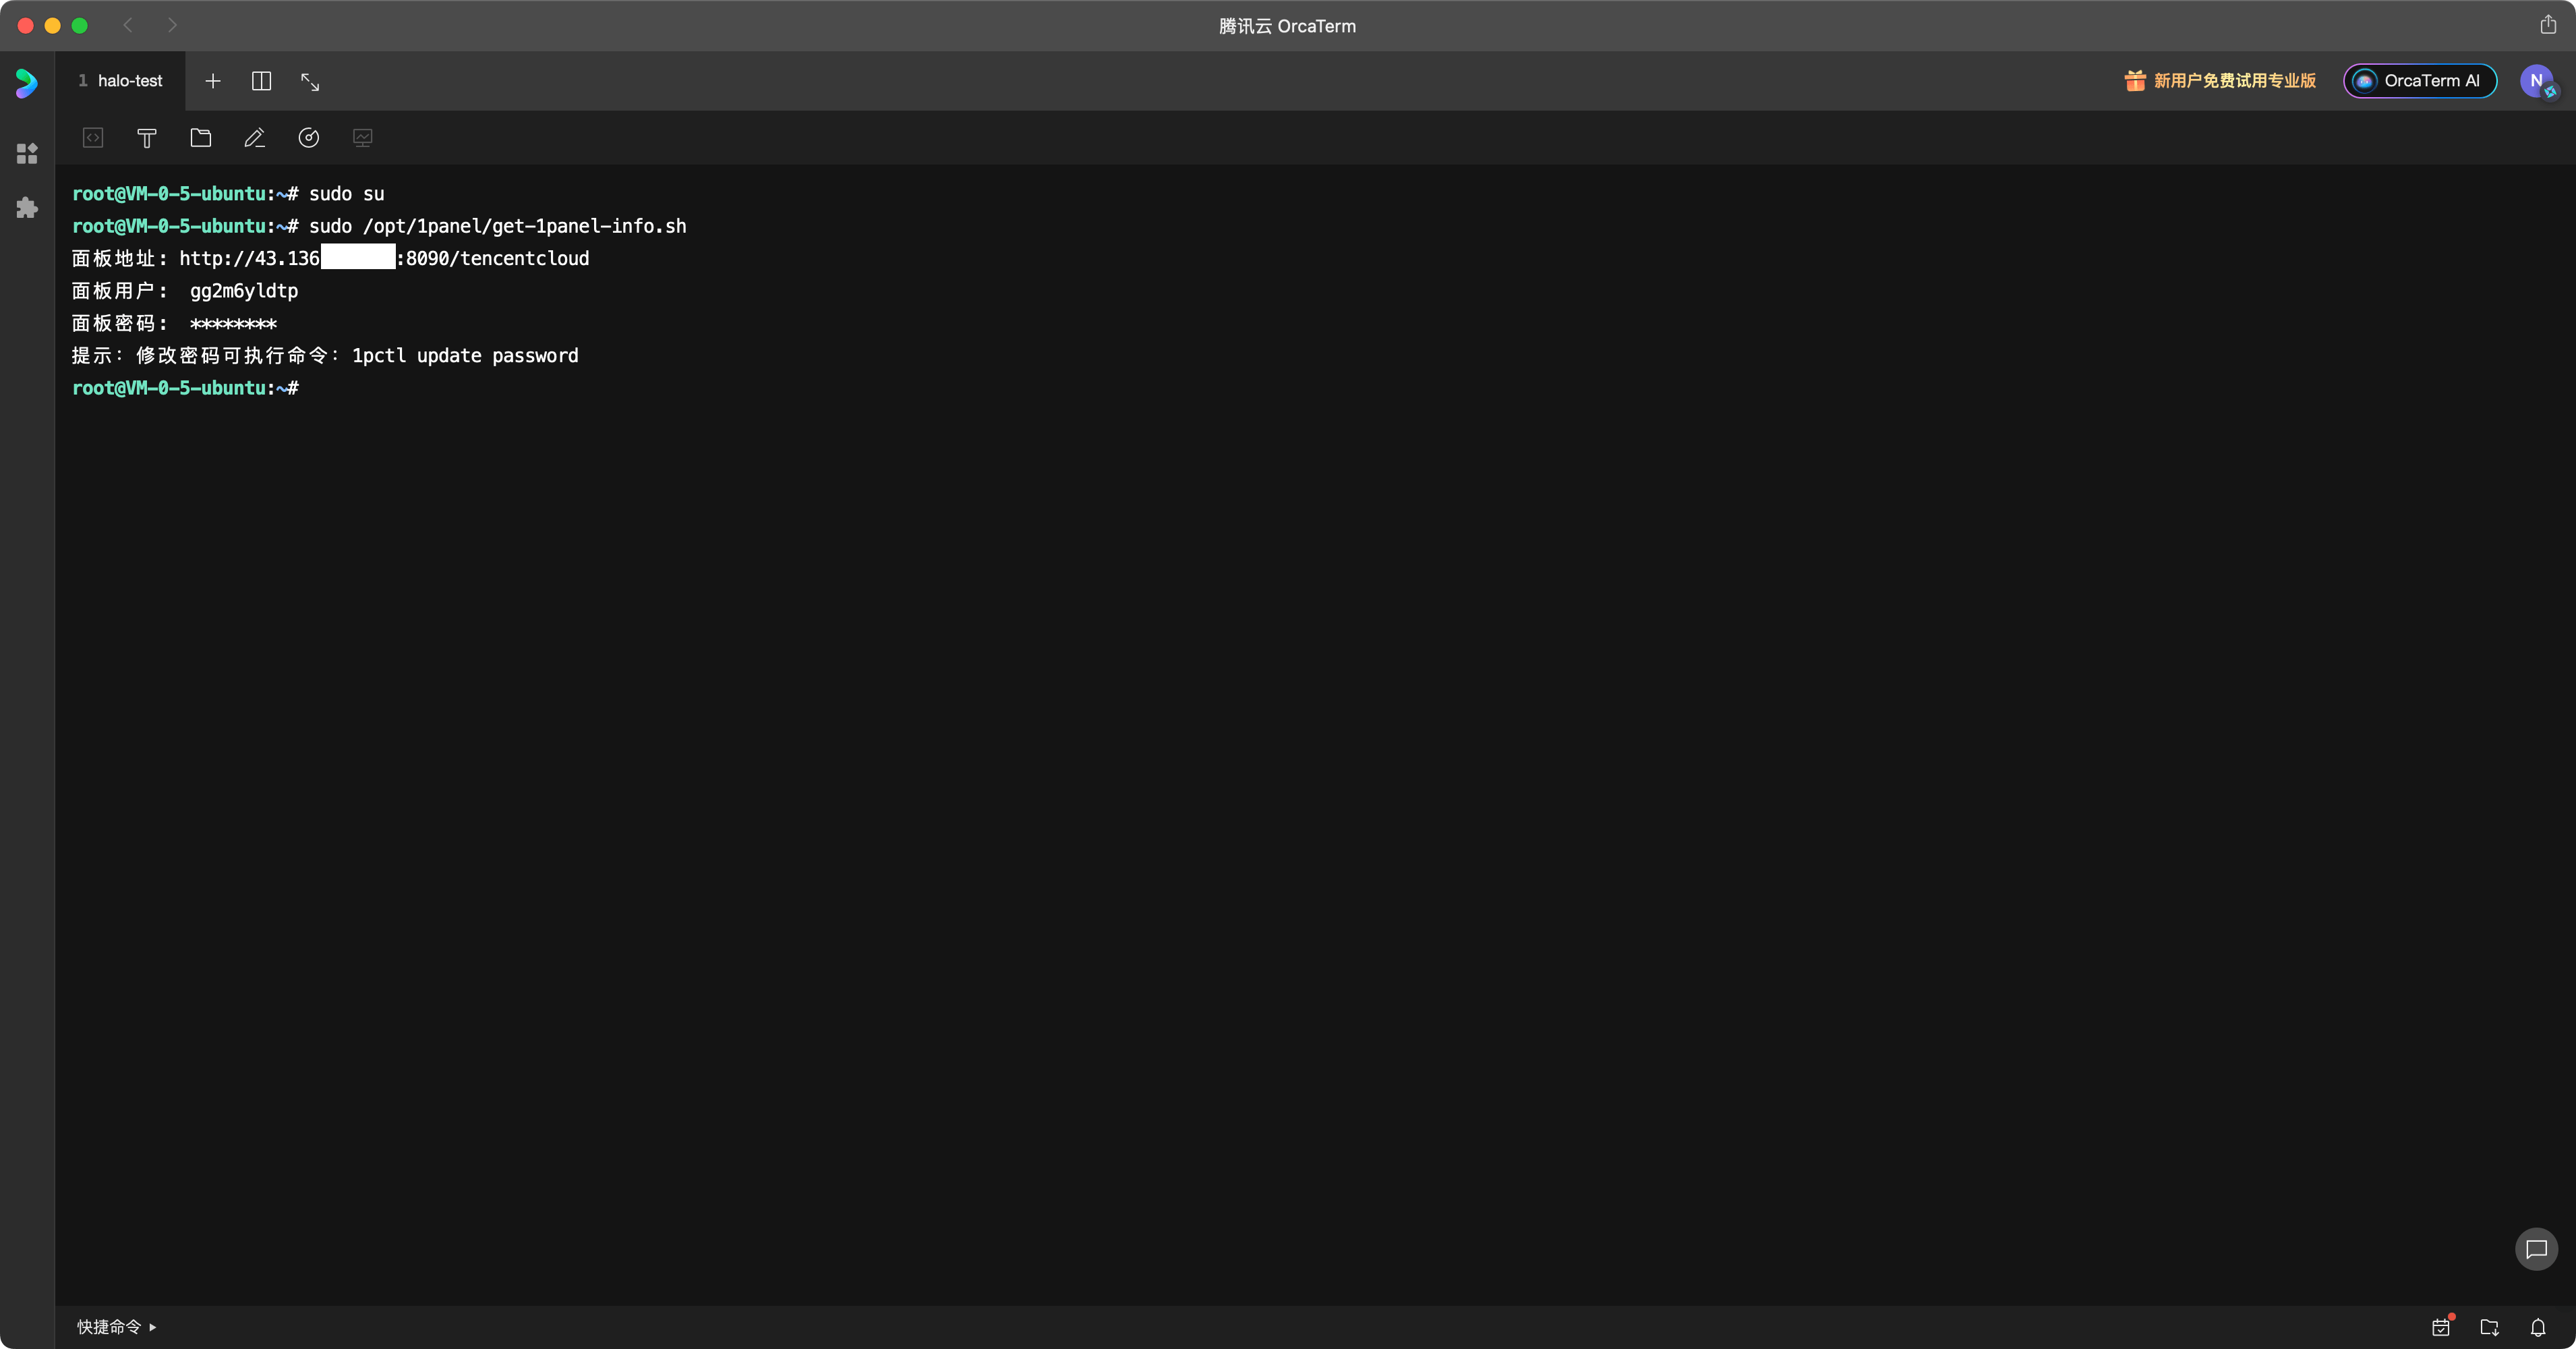 腾讯云 OrcaTerm
1 halo-test
新用户免费试用专业版
OrcaTerm AI
N
root@VM-0-5-ubuntu:~# sudo su
root@VM-0-5-ubuntu:~# sudo /opt/1panel/get-1panel-info.sh
面板地址: http://43.136 :8090/tencentcloud
面板用户: gg2m6yldtp
面板密码: ********
提示: 修改密码可执行命令: 1pctl update password
root@VM-0-5-ubuntu:~#
快捷命令